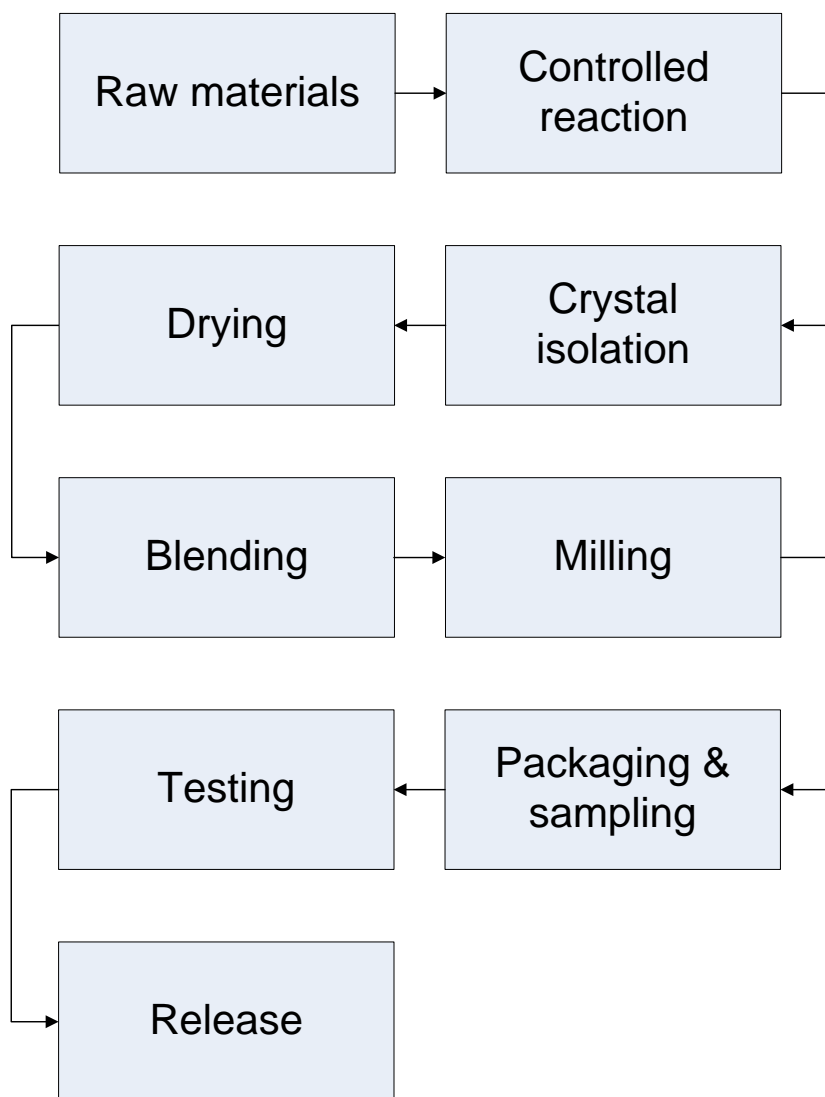 Raw materials
Controlled
reaction
Crystal
isolation
Drying
Blending
Milling
Packaging &
sampling
Testing
Release